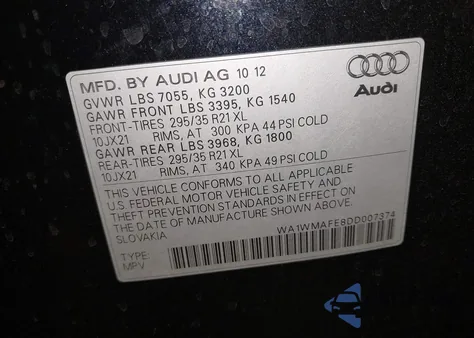 MFD. BY AUDI AG 10 12
GVWR LBS 7055, KG 3200
GAWR FRONT LBS 3395, KG 1540
FRONT-TIRES 295/35 R21 XL
10JX21 RIMS, AT 300 KPA 44 PSI COLD
GAWR REAR LBS 3968, KG 1800
REAR-TIRES 295/35 R21 XL
10JX21 RIMS, AT 340 KPA 49 PSI COLD
THIS VEHICLE CONFORMS TO ALL APPLICABLE
U.S FEDERAL MOTOR VEHICLE SAFETY AND
THEFT PREVENTION STANDARDS IN EFFECT ON
THE DATE OF MANUFACTURE SHOWN ABOVE
SLOVAKIA
WA1WMAFE8DD007374
TYPE
MPV
Audi